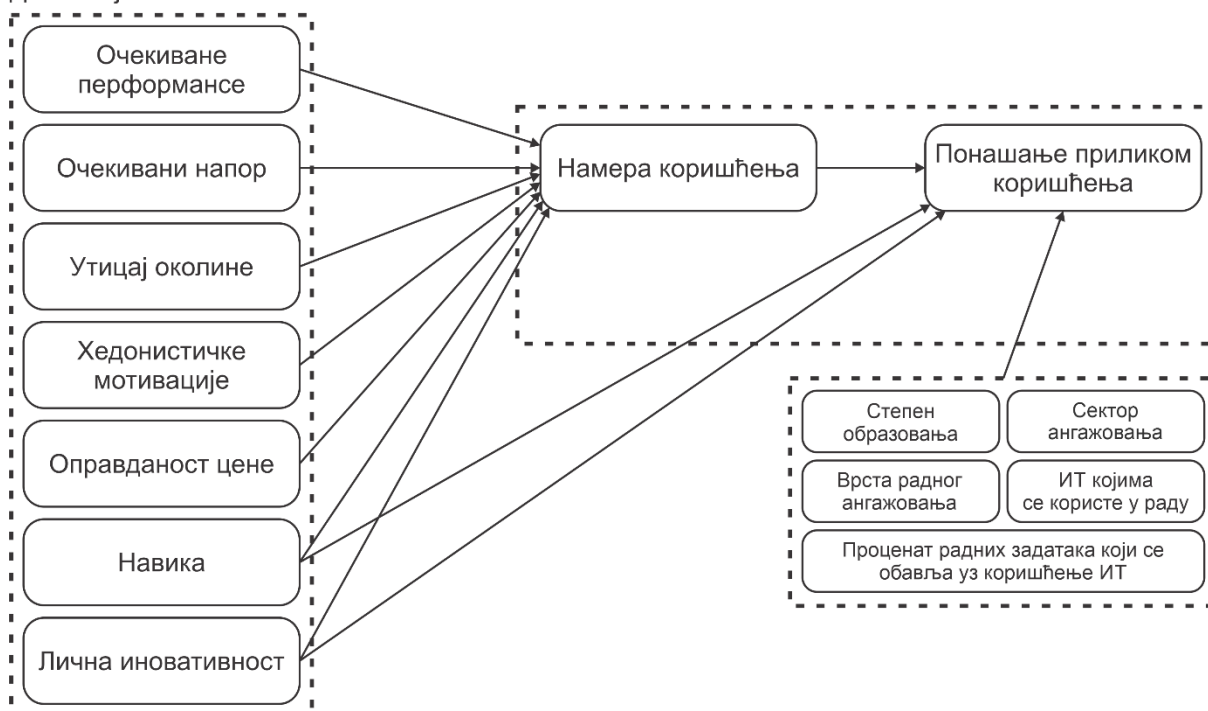 Очекиване
перформансе
Очекивани напор
Утицај околине
Хедонистичке
мотивације
Оправданост цене
Навика
Лична иновативност
Намера коришћења
Понашање приликом
коришћења
Степен
образовања
Сектор
ангажовања
Врста радног
ангажовања
ИТ којима
се користе у раду
Проценат радних задатака који се
обавља уз коришћење ИТ